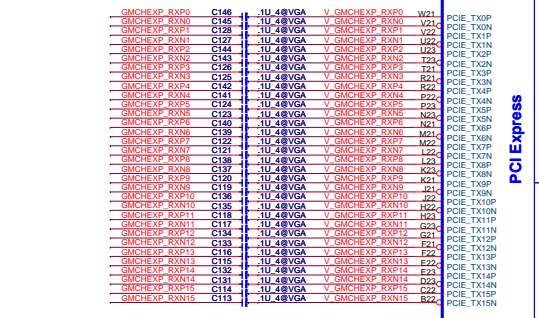 GMCHEXP_RXP0 C146 .1U_4@VGA V_GMCHEXP_RXP0 W21 PCIE_TX0P
GMCHEXP_RXN0 C145 .1U_4@VGA V_GMCHEXP_RXN0 V21 PCIE_TX0N
GMCHEXP_RXP1 C128 .1U_4@VGA V_GMCHEXP_RXP1 V22 PCIE_TX1P
GMCHEXP_RXN1 C127 .1U_4@VGA V_GMCHEXP_RXN1 U22 PCIE_TX1N
GMCHEXP_RXP2 C144 .1U_4@VGA V_GMCHEXP_RXP2 U23 PCIE_TX2P
GMCHEXP_RXN2 C143 .1U_4@VGA V_GMCHEXP_RXN2 T23 PCIE_TX2N
GMCHEXP_RXP3 C126 .1U_4@VGA V_GMCHEXP_RXP3 T21 PCIE_TX3P
GMCHEXP_RXN3 C125 .1U_4@VGA V_GMCHEXP_RXN3 R21 PCIE_TX3N
GMCHEXP_RXP4 C142 .1U_4@VGA V_GMCHEXP_RXP4 R22 PCIE_TX4P
GMCHEXP_RXN4 C141 .1U_4@VGA V_GMCHEXP_RXN4 P22 PCIE_TX4N
GMCHEXP_RXP5 C124 .1U_4@VGA V_GMCHEXP_RXP5 P23 PCIE_TX5P
GMCHEXP_RXN5 C123 .1U_4@VGA V_GMCHEXP_RXN5 N23 PCIE_TX5N
GMCHEXP_RXP6 C140 .1U_4@VGA V_GMCHEXP_RXP6 N21 PCIE_TX6P
GMCHEXP_RXN6 C139 .1U_4@VGA V_GMCHEXP_RXN6 M21 PCIE_TX6N
GMCHEXP_RXP7 C122 .1U_4@VGA V_GMCHEXP_RXP7 M22 PCIE_TX7P
GMCHEXP_RXN7 C121 .1U_4@VGA V_GMCHEXP_RXN7 L22 PCIE_TX7N
GMCHEXP_RXP8 C138 .1U_4@VGA V_GMCHEXP_RXP8 L23 PCIE_TX8P
GMCHEXP_RXN8 C137 .1U_4@VGA V_GMCHEXP_RXN8 K23 PCIE_TX8N
GMCHEXP_RXP9 C120 .1U_4@VGA V_GMCHEXP_RXP9 K21 PCIE_TX9P
GMCHEXP_RXN9 C119 .1U_4@VGA V_GMCHEXP_RXN9 J21 PCIE_TX9N
GMCHEXP_RXP10 C136 .1U_4@VGA V_GMCHEXP_RXP10 J22 PCIE_TX10P
GMCHEXP_RXN10 C135 .1U_4@VGA V_GMCHEXP_RXN10 H22 PCIE_TX10N
GMCHEXP_RXP11 C118 .1U_4@VGA V_GMCHEXP_RXP11 H23 PCIE_TX11P
GMCHEXP_RXN11 C117 .1U_4@VGA V_GMCHEXP_RXN11 G23 PCIE_TX11N
GMCHEXP_RXP12 C134 .1U_4@VGA V_GMCHEXP_RXP12 G21 PCIE_TX12P
GMCHEXP_RXN12 C133 .1U_4@VGA V_GMCHEXP_RXN12 F21 PCIE_TX12N
GMCHEXP_RXP13 C116 .1U_4@VGA V_GMCHEXP_RXP13 F22 PCIE_TX13P
GMCHEXP_RXN13 C115 .1U_4@VGA V_GMCHEXP_RXN13 E22 PCIE_TX13N
GMCHEXP_RXP14 C132 .1U_4@VGA V_GMCHEXP_RXP14 E23 PCIE_TX14P
GMCHEXP_RXN14 C131 .1U_4@VGA V_GMCHEXP_RXN14 D23 PCIE_TX14N
GMCHEXP_RXP15 C114 .1U_4@VGA V_GMCHEXP_RXP15 C22 PCIE_TX15P
GMCHEXP_RXN15 C113 .1U_4@VGA V_GMCHEXP_RXN15 B22 PCIE_TX15N
PCI Express